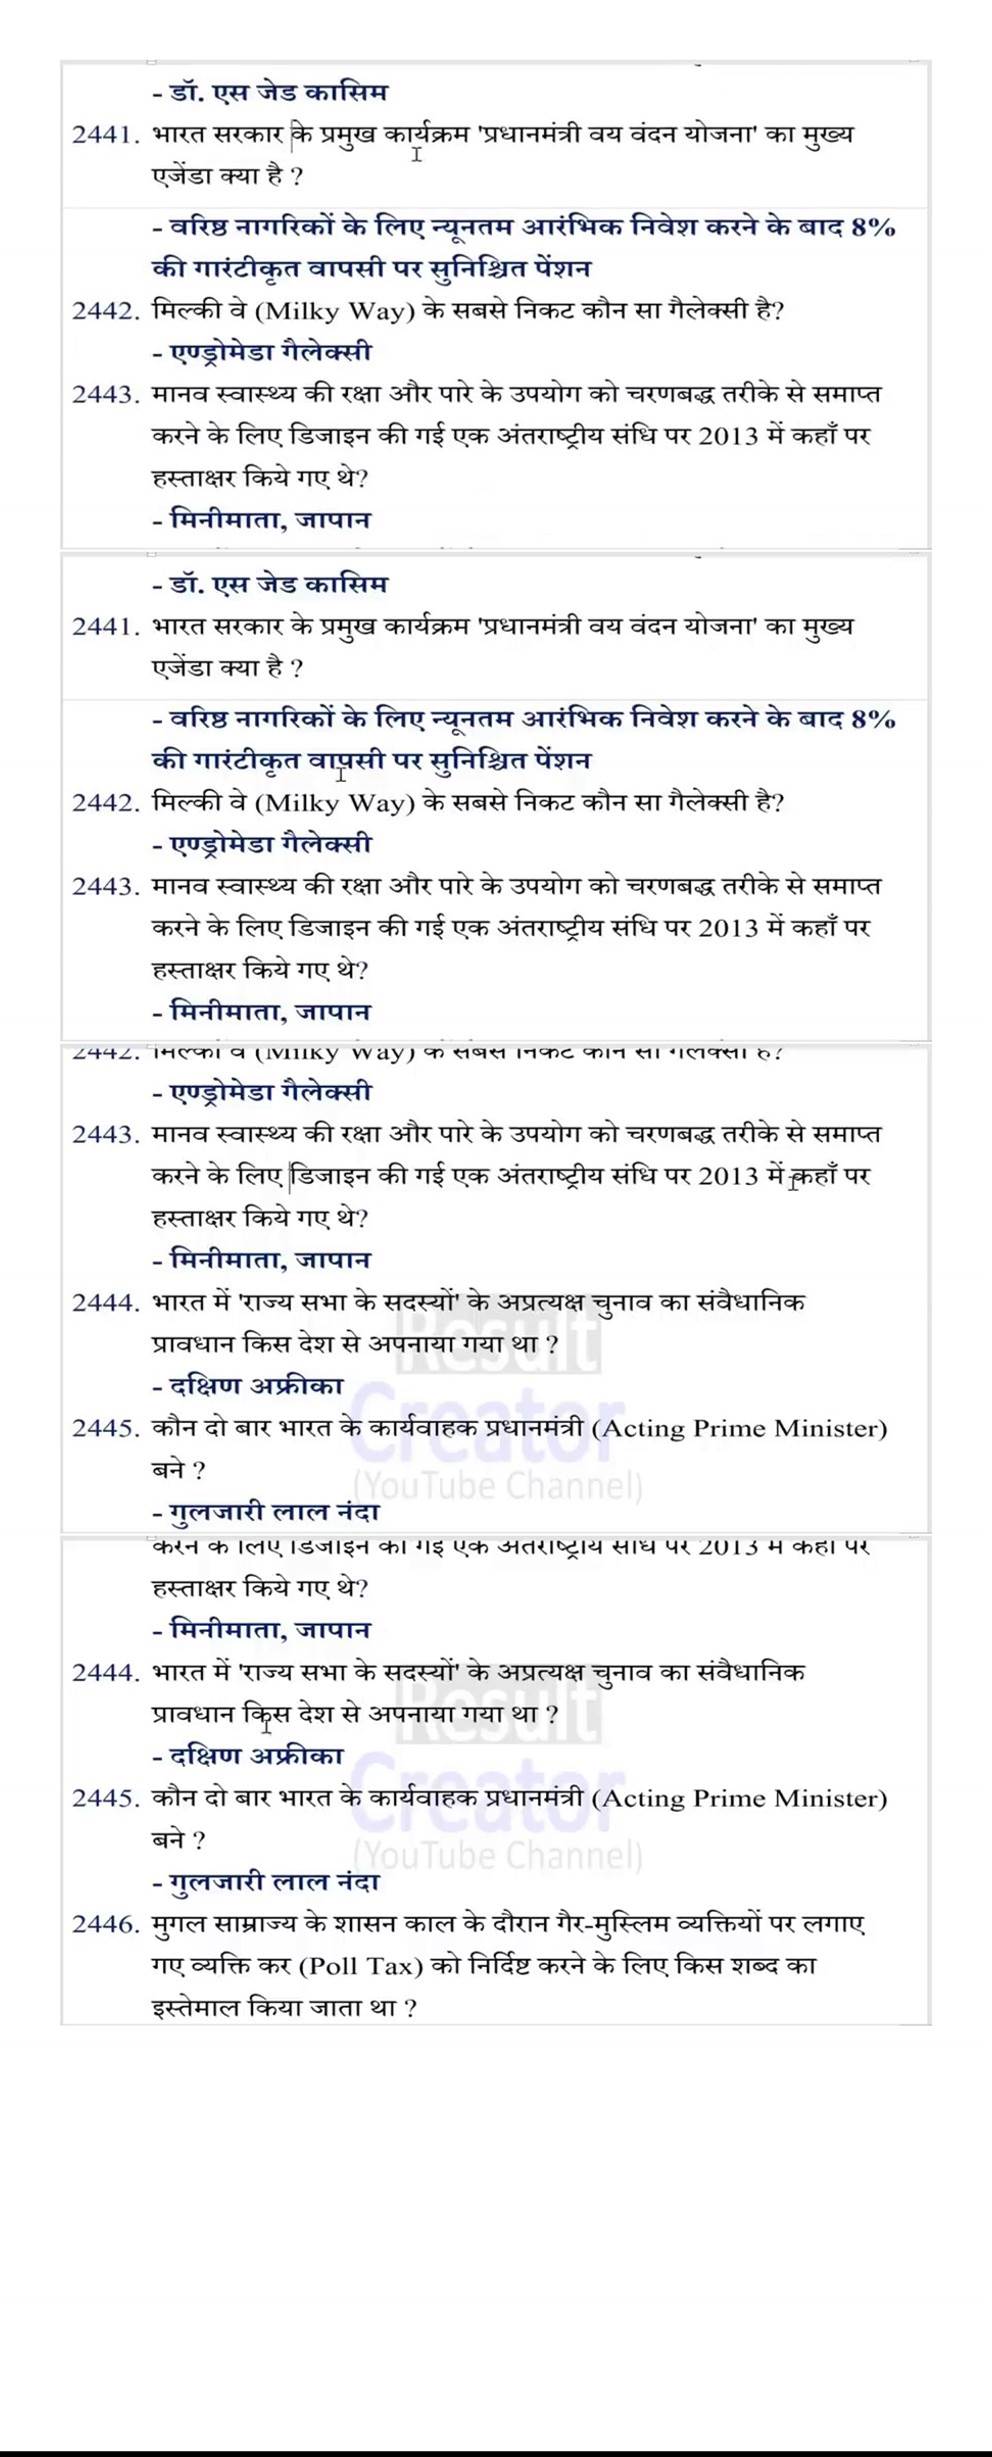 - डॉ. एस जेड कासिम
2441. भारत सरकार के प्रमुख कार्यक्रम 'प्रधानमंत्री वय वंदन योजना' का मुख्य
एजेंडा क्या है ?
- वरिष्ठ नागरिकों के लिए न्यूनतम आरंभिक निवेश करने के बाद 8%
की गारंटीकृत वापसी पर सुनिश्चित पेंशन
2442. मिल्की वे (Milky Way) के सबसे निकट कौन सा गैलेक्सी है?
- एण्ड्रोमेडा गैलेक्सी
2443. मानव स्वास्थ्य की रक्षा और पारे के उपयोग को चरणबद्ध तरीके से समाप्त
करने के लिए डिजाइन की गई एक अंतराष्ट्रीय संधि पर 2013 में कहाँ पर
हस्ताक्षर किये गए थे?
- मिनीमाता, जापान
- डॉ. एस जेड कासिम
2441. भारत सरकार के प्रमुख कार्यक्रम 'प्रधानमंत्री वय वंदन योजना' का मुख्य
एजेंडा क्या है ?
- वरिष्ठ नागरिकों के लिए न्यूनतम आरंभिक निवेश करने के बाद 8%
की गारंटीकृत वापसी पर सुनिश्चित पेंशन
2442. मिल्की वे (Milky Way) के सबसे निकट कौन सा गैलेक्सी है?
- एण्ड्रोमेडा गैलेक्सी
2443. मानव स्वास्थ्य की रक्षा और पारे के उपयोग को चरणबद्ध तरीके से समाप्त
करने के लिए डिजाइन की गई एक अंतराष्ट्रीय संधि पर 2013 में कहाँ पर
हस्ताक्षर किये गए थे?
- मिनीमाता, जापान
2442. मिल्की वे (Milky Way) के सबसे निकट कौन सा गैलेक्सी है?
- एण्ड्रोमेडा गैलेक्सी
2443. मानव स्वास्थ्य की रक्षा और पारे के उपयोग को चरणबद्ध तरीके से समाप्त
करने के लिए डिजाइन की गई एक अंतराष्ट्रीय संधि पर 2013 में कहाँ पर
हस्ताक्षर किये गए थे?
- मिनीमाता, जापान
2444. भारत में 'राज्य सभा के सदस्यों' के अप्रत्यक्ष चुनाव का संवैधानिक
प्रावधान किस देश से अपनाया गया था ?
Result
- दक्षिण अफ्रीका
Creator
2445. कौन दो बार भारत के कार्यवाहक प्रधानमंत्री (Acting Prime Minister)
बने ?
(YouTube Channel)
- गुलजारी लाल नंदा
करने के लिए डिजाइन की गई एक अंतराष्ट्रीय संधि पर 2013 में कहाँ पर
हस्ताक्षर किये गए थे?
- मिनीमाता, जापान
2444. भारत में 'राज्य सभा के सदस्यों' के अप्रत्यक्ष चुनाव का संवैधानिक
प्रावधान किस देश से अपनाया गया था ?
Result
- दक्षिण अफ्रीका
Creator
2445. कौन दो बार भारत के कार्यवाहक प्रधानमंत्री (Acting Prime Minister)
बने ?
(YouTube Channel)
- गुलजारी लाल नंदा
2446. मुगल साम्राज्य के शासन काल के दौरान गैर-मुस्लिम व्यक्तियों पर लगाए
गए व्यक्ति कर (Poll Tax) को निर्दिष्ट करने के लिए किस शब्द का
इस्तेमाल किया जाता था ?